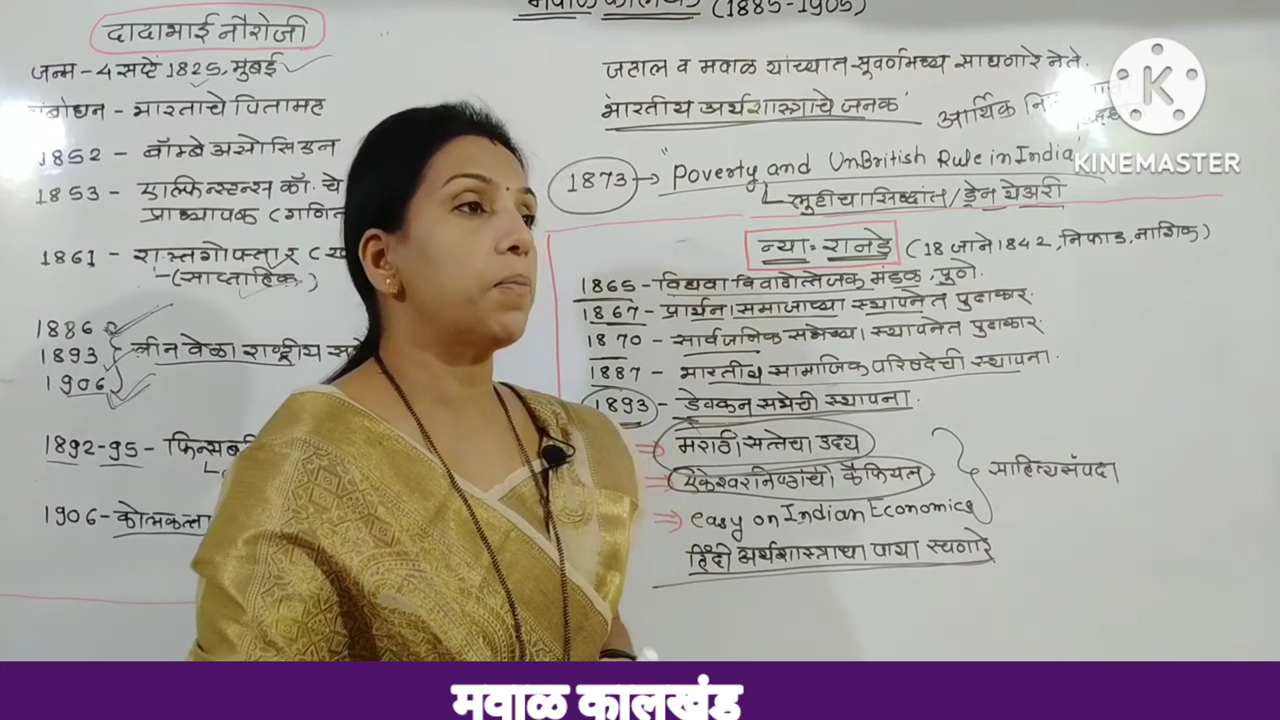 मवाळ कालखंड (1885-1905)
दादाभाई नौरोजी
जन्म - 4 सप्टें 1825, मुंबई
संबोधन - भारताचे पितामह
1852 - बॉम्बे असोसिएन
1853 - एल्फिन्स्टन्स कॉ. चे
प्राध्यापक (गणित
1861 - रास्तगोफ्तार
- (साप्ताहिक)
1886
1893
1906
तीन वेळा राष्ट्रीय
1892-95 - फिन्सब
1906 - कोलकत्ता
जहाल व मवाळ यांच्यात सुवर्णमध्य साधणारे नेते.
भारतीय अर्थशास्त्राचे जनक' आर्थिक
1873 → "Poverty and UnBritish Rule in India
लुटीचा सिध्दांत / ड्रेन थेअरी
KINEMASTER
न्या. रानडे (18 जाने 1842, निफाड, नाशिक)
1865 - विधवा विवाहोत्तेजक मंडळ, पुणे.
1867 - प्रार्थना समाजाच्या स्थापनेत पुढाकार.
1870 - सार्वजनिक सभेच्या स्थापनेत पुढाकार.
1887 - भारतीय सामाजिक परिषदेची स्थापना.
1893 - डेक्कन सभेची स्थापना.
⇒ मराठी सत्तेचा उदय
⇒ एकेश्वरनिष्ठांची कैफियत
साहित्यसंपदा
⇒ easy on Indian Economics
हिंदी अर्थशास्त्राचा पाया रचणारे
मवाळ कालखंड